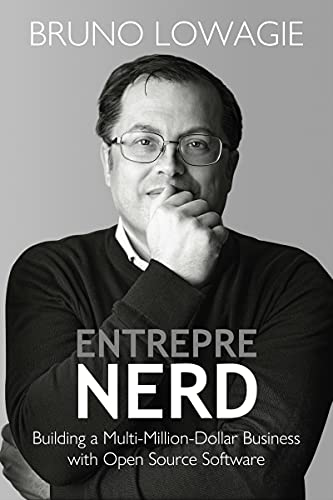 BRUNO LOWAGIE
ENTREPRE
NERD
Building a Multi-Million-Dollar Business
with Open Source Software